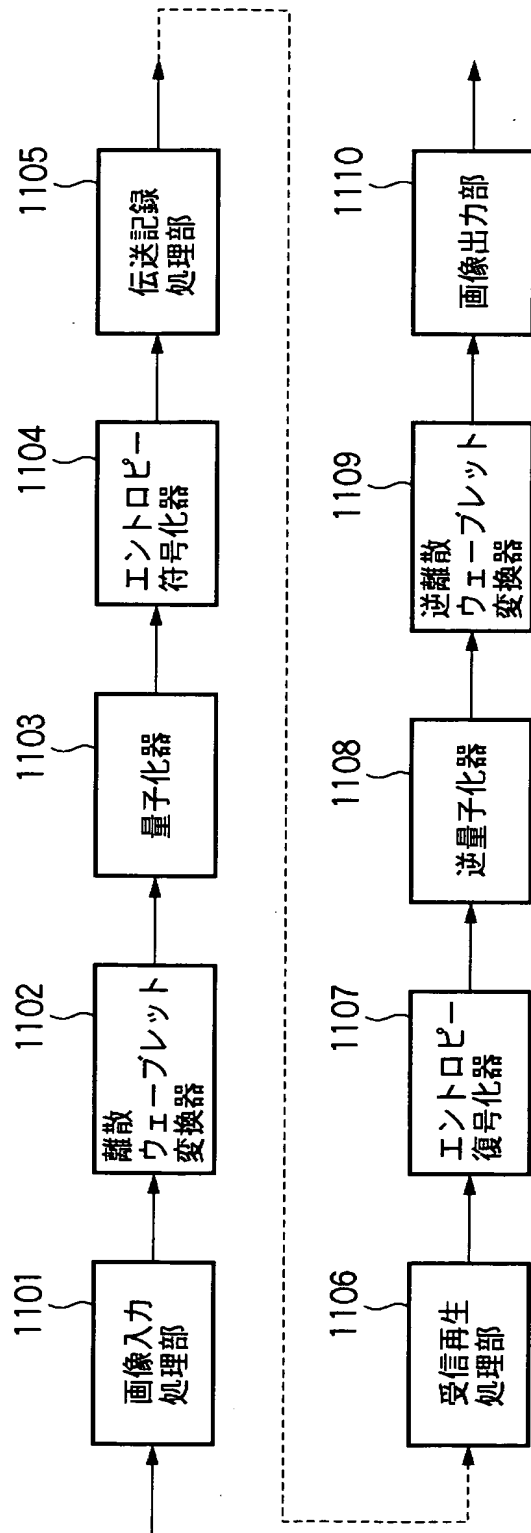 1101
画像入力
処理部
1102
離散
ウェーブレット
変換器
1103
量子化器
1104
エントロピー
符号化器
1105
伝送記録
処理部
1106
受信再生
処理部
1107
エントロピー
復号化器
1108
逆量子化器
1109
逆離散
ウェーブレット
変換器
1110
画像出力部